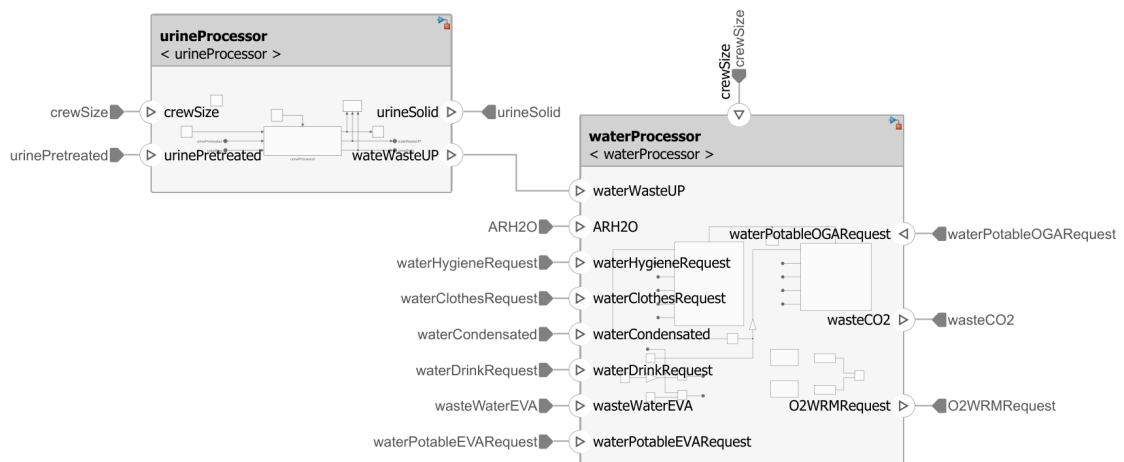 urineProcessor
< urineProcessor >
crewSize
crewSize
urineSolid
urineSolid
urinePretreated
urinePretreated
wateWasteUP
crewSize
crewSize
waterProcessor
< waterProcessor >
waterWasteUP
ARH2O
ARH2O
waterPotableOGARequest
waterPotableOGARequest
waterHygieneRequest
waterHygieneRequest
waterClothesRequest
waterClothesRequest
wasteCO2
wasteCO2
waterCondensated
waterCondensated
waterDrinkRequest
waterDrinkRequest
wasteWaterEVA
wasteWaterEVA
O2WRMRequest
O2WRMRequest
waterPotableEVARequest
waterPotableEVARequest